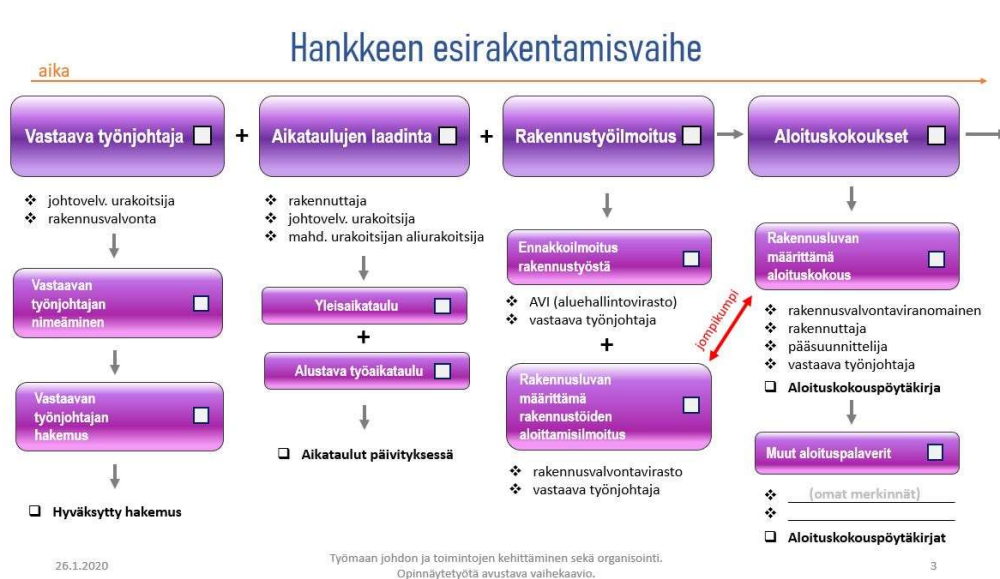 Hankkeen esirakentamisvaihe
aika
Vastaava työnjohtaja
+
Aikataulujen laadinta
+
Rakennustyöilmoitus
Aloituskokoukset
johtovelv. urakoitsija
rakennusvalvonta
Vastaavan
työnjohtajan
nimeäminen
Vastaavan
työnjohtajan
hakemus
Hyväksytty hakemus
rakennuttaja
johtovelv. urakoitsija
mahd. urakoitsijan aliurakoitsija
Yleisaikataulu
+
Alustava työaikataulu
Aikataulut päivityksessä
Ennakkoilmoitus
rakennustyöstä
AVI (aluehallintovirasto)
vastaava työnjohtaja
+
Rakennusluvan
määrittämä
rakennustöiden
aloittamisilmoitus
rakennusvalvontavirasto
vastaava työnjohtaja
jompikumpi
Rakennusluvan
määrittämä
aloituskokous
rakennusvalvontaviranomainen
rakennuttaja
pääsuunnittelija
vastaava työnjohtaja
Aloituskokouspöytäkirja
Muut aloituspalaverit
(omat merkinnät)
Aloituskokouspöytäkirjat
26.1.2020
Työmaan johdon ja toimintojen kehittäminen sekä organisointi.
Opinnäytetyötä avustava vaihekaavio.
3